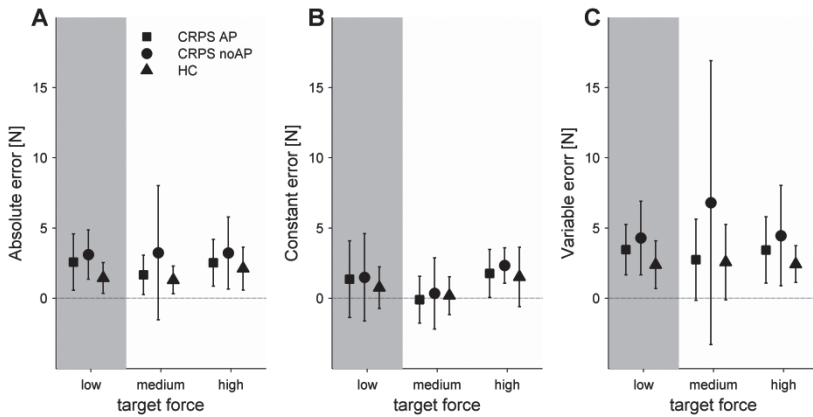 A
CRPS AP
CRPS noAP
HC
Absolute error [N]
15
10
5
0
low medium high
target force
B
Constant error [N]
15
10
5
0
low medium high
target force
C
Variable erorr [N]
15
10
5
0
low medium high
target force